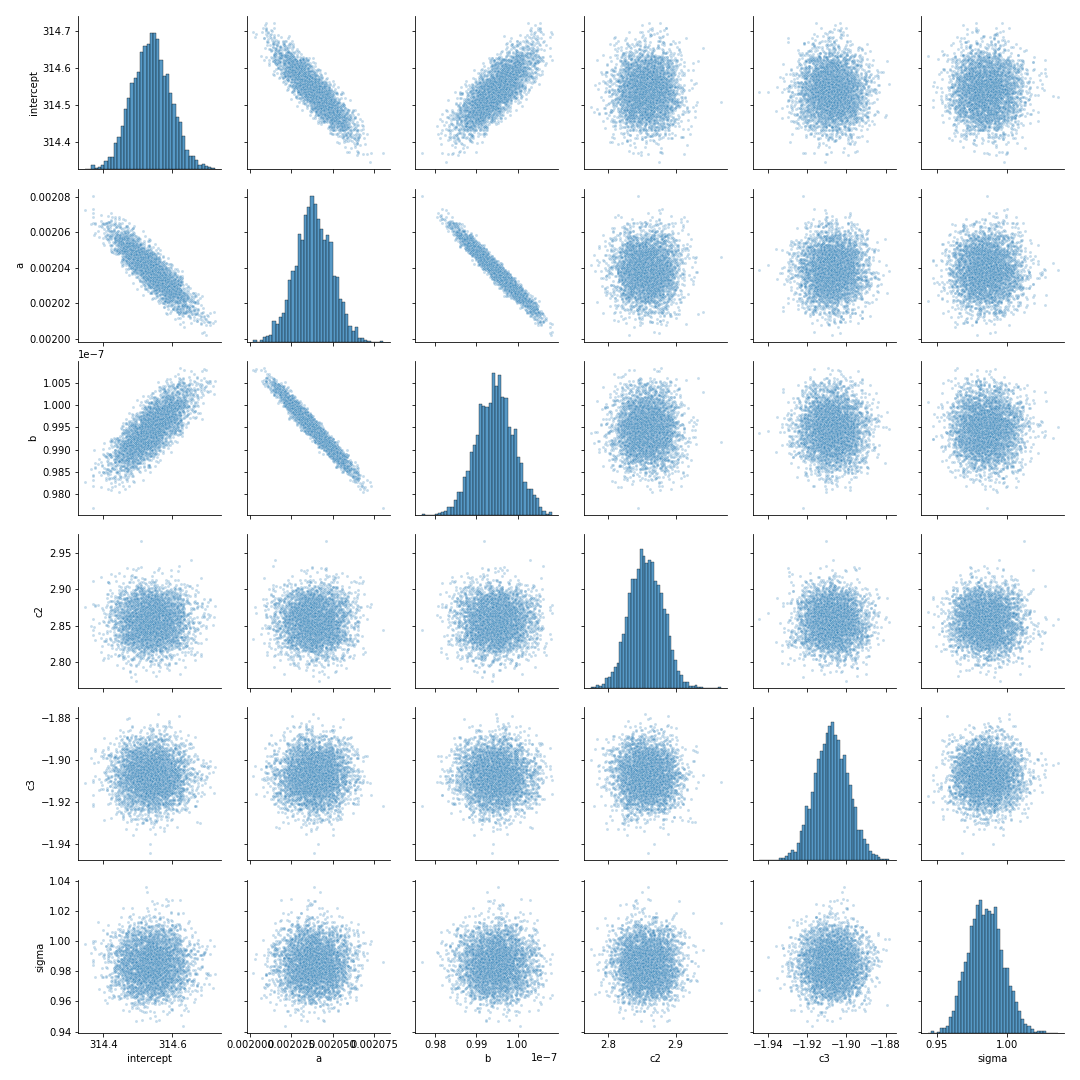 314.7
314.6
314.5
314.4
intercept
0.00208
0.00206
0.00204
0.00202
0.00200
a
1e−7
1.005
1.000
0.995
0.990
0.985
0.980
b
2.95
2.90
2.85
2.80
c2
−1.88
−1.90
−1.92
−1.94
c3
1.04
1.02
1.00
0.98
0.96
0.94
sigma
314.4 314.6
intercept
0.002000 0.002025 0.002050 0.002075
a
0.98 0.99 1.00
1e−7
b
2.8 2.9
c2
−1.94 −1.92 −1.90 −1.88
c3
0.95 1.00
sigma